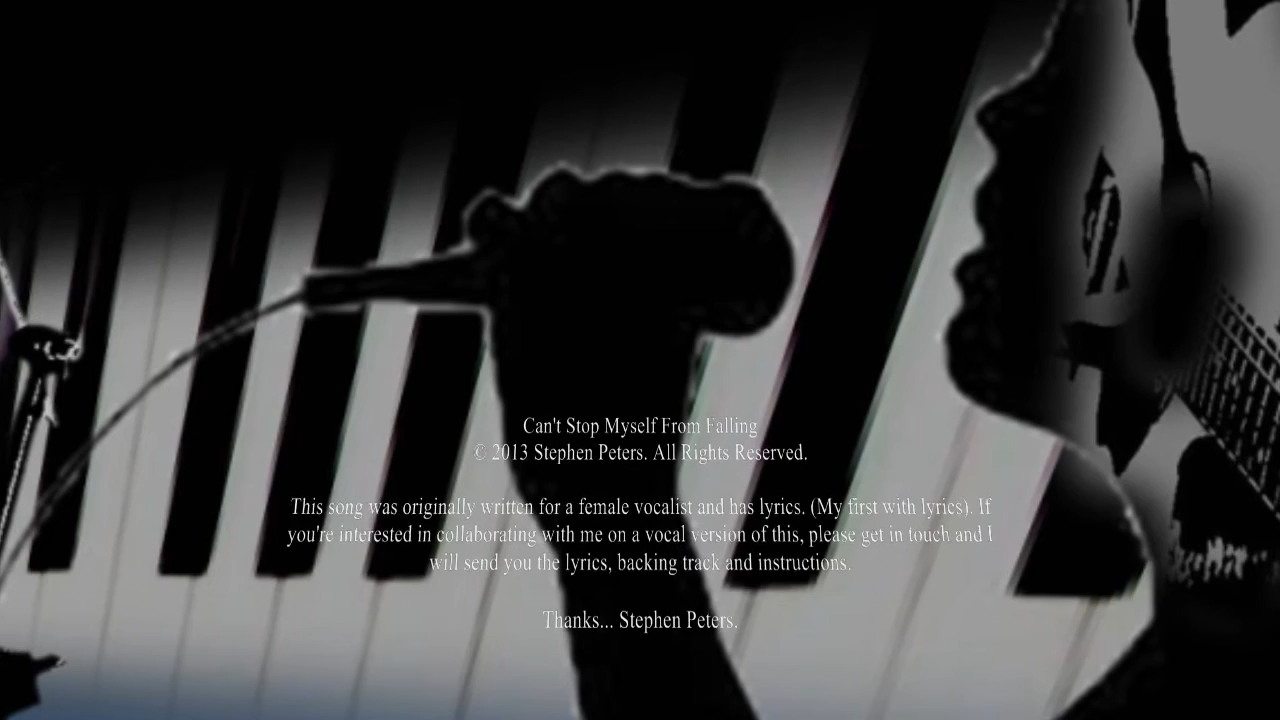 Can't Stop Myself From Falling
© 2013 Stephen Peters. All Rights Reserved.
This song was originally written for a female vocalist and has lyrics. (My first with lyrics). If
you're interested in collaborating with me on a vocal version of this, please get in touch and I
will send you the lyrics, backing track and instructions.
Thanks... Stephen Peters.